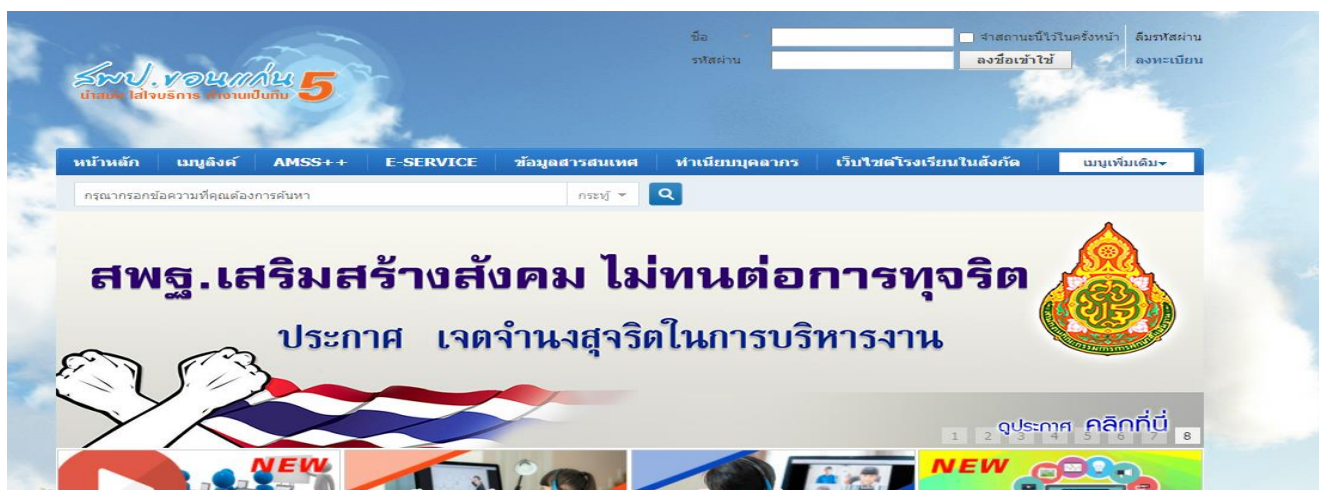 ชื่อ
จำสถานะนี้ไว้ในครั้งหน้า
ลืมรหัสผ่าน
รหัสผ่าน
ลงชื่อเข้าใช้
ลงทะเบียน
สพป.ขอนแก่น 5
ใส่ใจบริการ ทำงานเป็นทีม
หน้าหลัก เมนูลิงค์ AMSS++ E-SERVICE ข้อมูลสารสนเทศ ทำเนียบบุคลากร เว็บไซต์โรงเรียนในสังกัด เมนูเพิ่มเติม
กรุณากรอกข้อความที่คุณต้องการค้นหา กระทู้
สพฐ.เสริมสร้างสังคม ไม่ทนต่อการทุจริต
ประกาศ เจตจำนงสุจริตในการบริหารงาน
ดูประกาศ คลิกที่นี่
1 2 3 4 5 6 7 8
NEW
NEW